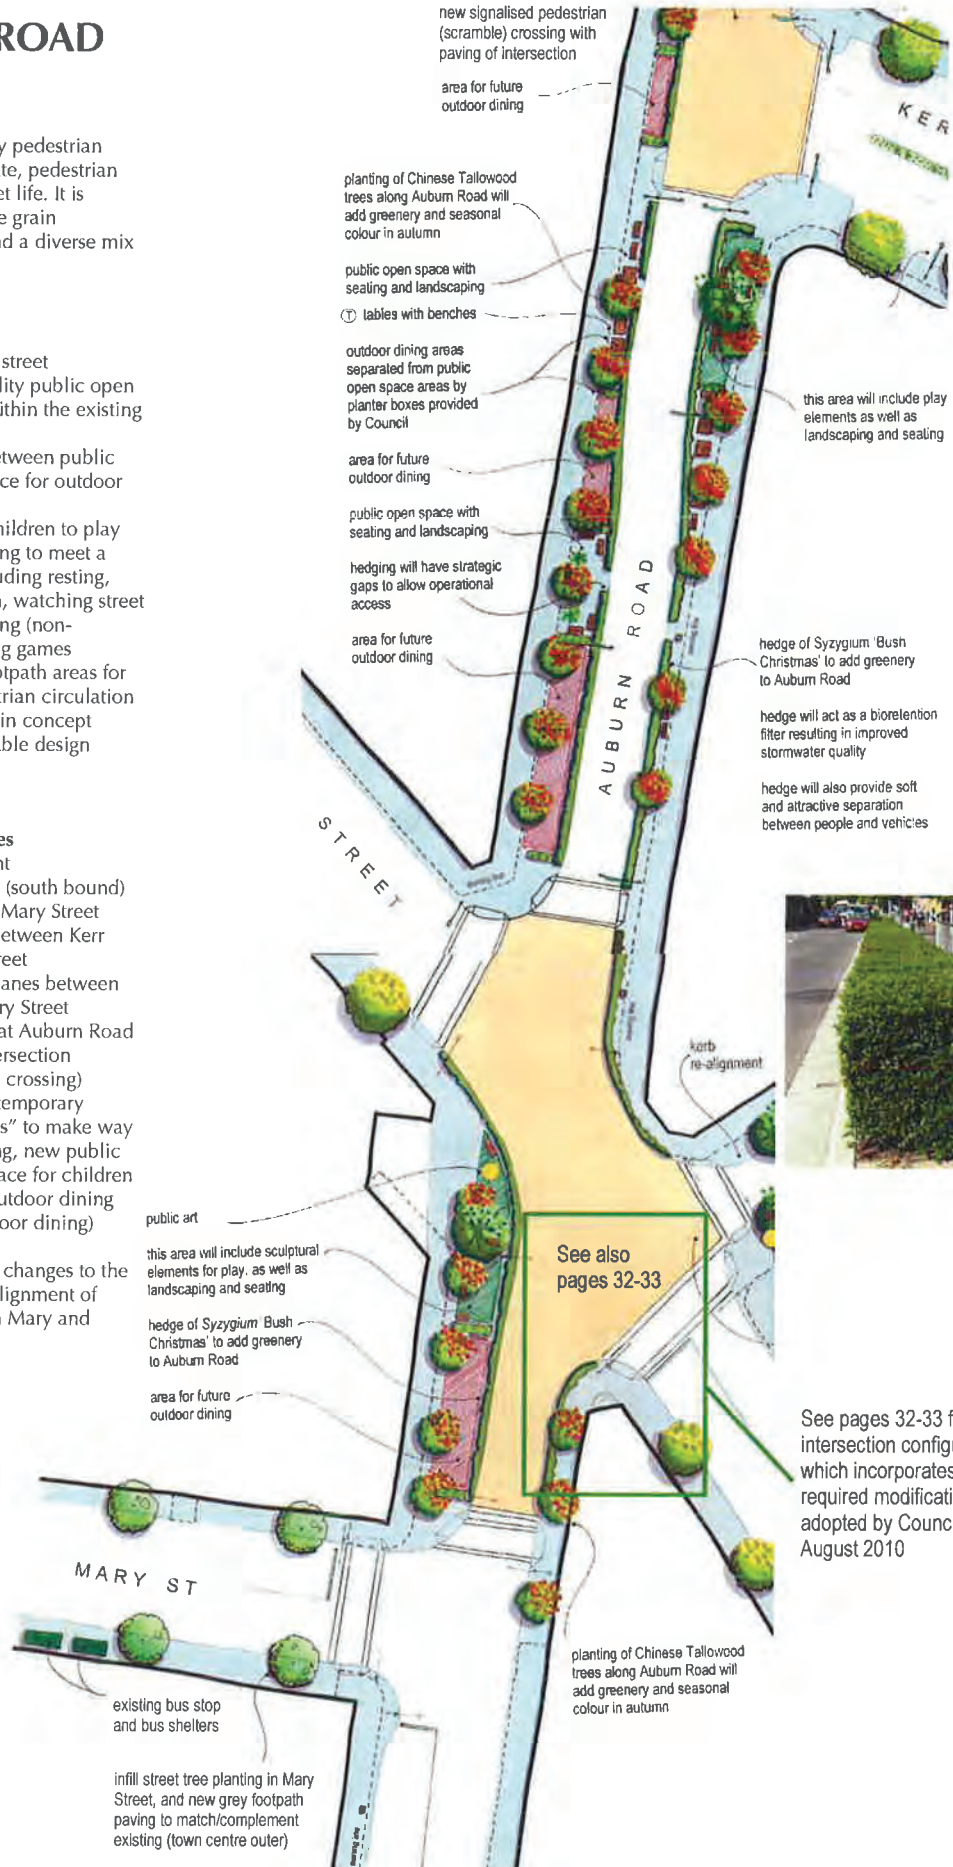 ROAD
y pedestrian
te, pedestrian
et life. It is
e grain
d a diverse mix
street
lity public open
ithin the existing
etween public
ce for outdoor
hildren to play
ng to meet a
uding resting,
, watching street
ng (non-
g games
otpath areas for
trian circulation
in concept
ble design
es
nt
(south bound)
Mary Street
etween Kerr
reet
anes between
ry Street
at Auburn Road
ersection
crossing)
emporary
s" to make way
ng, new public
ace for children
utdoor dining
oor dining)
changes to the
lignment of
Mary and
new signalised pedestrian
(scramble) crossing with
paving of intersection
area for future
outdoor dining
planting of Chinese Tallowood
trees along Auburn Road will
add greenery and seasonal
colour in autumn
public open space with
seating and landscaping
T tables with benches
outdoor dining areas
separated from public
open space areas by
planter boxes provided
by Council
area for future
outdoor dining
public open space with
seating and landscaping
hedging will have strategic
gaps to allow operational
access
area for future
outdoor dining
KER
this area will include play
elements as well as
landscaping and seating
AUBURN ROAD
hedge of Syzygium 'Bush
Christmas' to add greenery
to Auburn Road
hedge will act as a bioretention
filter resulting in improved
stormwater quality
hedge will also provide soft
and attractive separation
between people and vehicles
STREET
kerb
re-alignment
public art
this area will include sculptural
elements for play, as well as
landscaping and seating
hedge of Syzygium Bush
Christmas' to add greenery
to Auburn Road
area for future
outdoor dining
See also
pages 32-33
See pages 32-33 f
intersection config
which incorporates
required modificati
adopted by Counc
August 2010
MARY ST
existing bus stop
and bus shelters
infill street tree planting in Mary
Street, and new grey footpath
paving to match/complement
existing (town centre outer)
planting of Chinese Tallowood
trees along Auburn Road will
add greenery and seasonal
colour in autumn